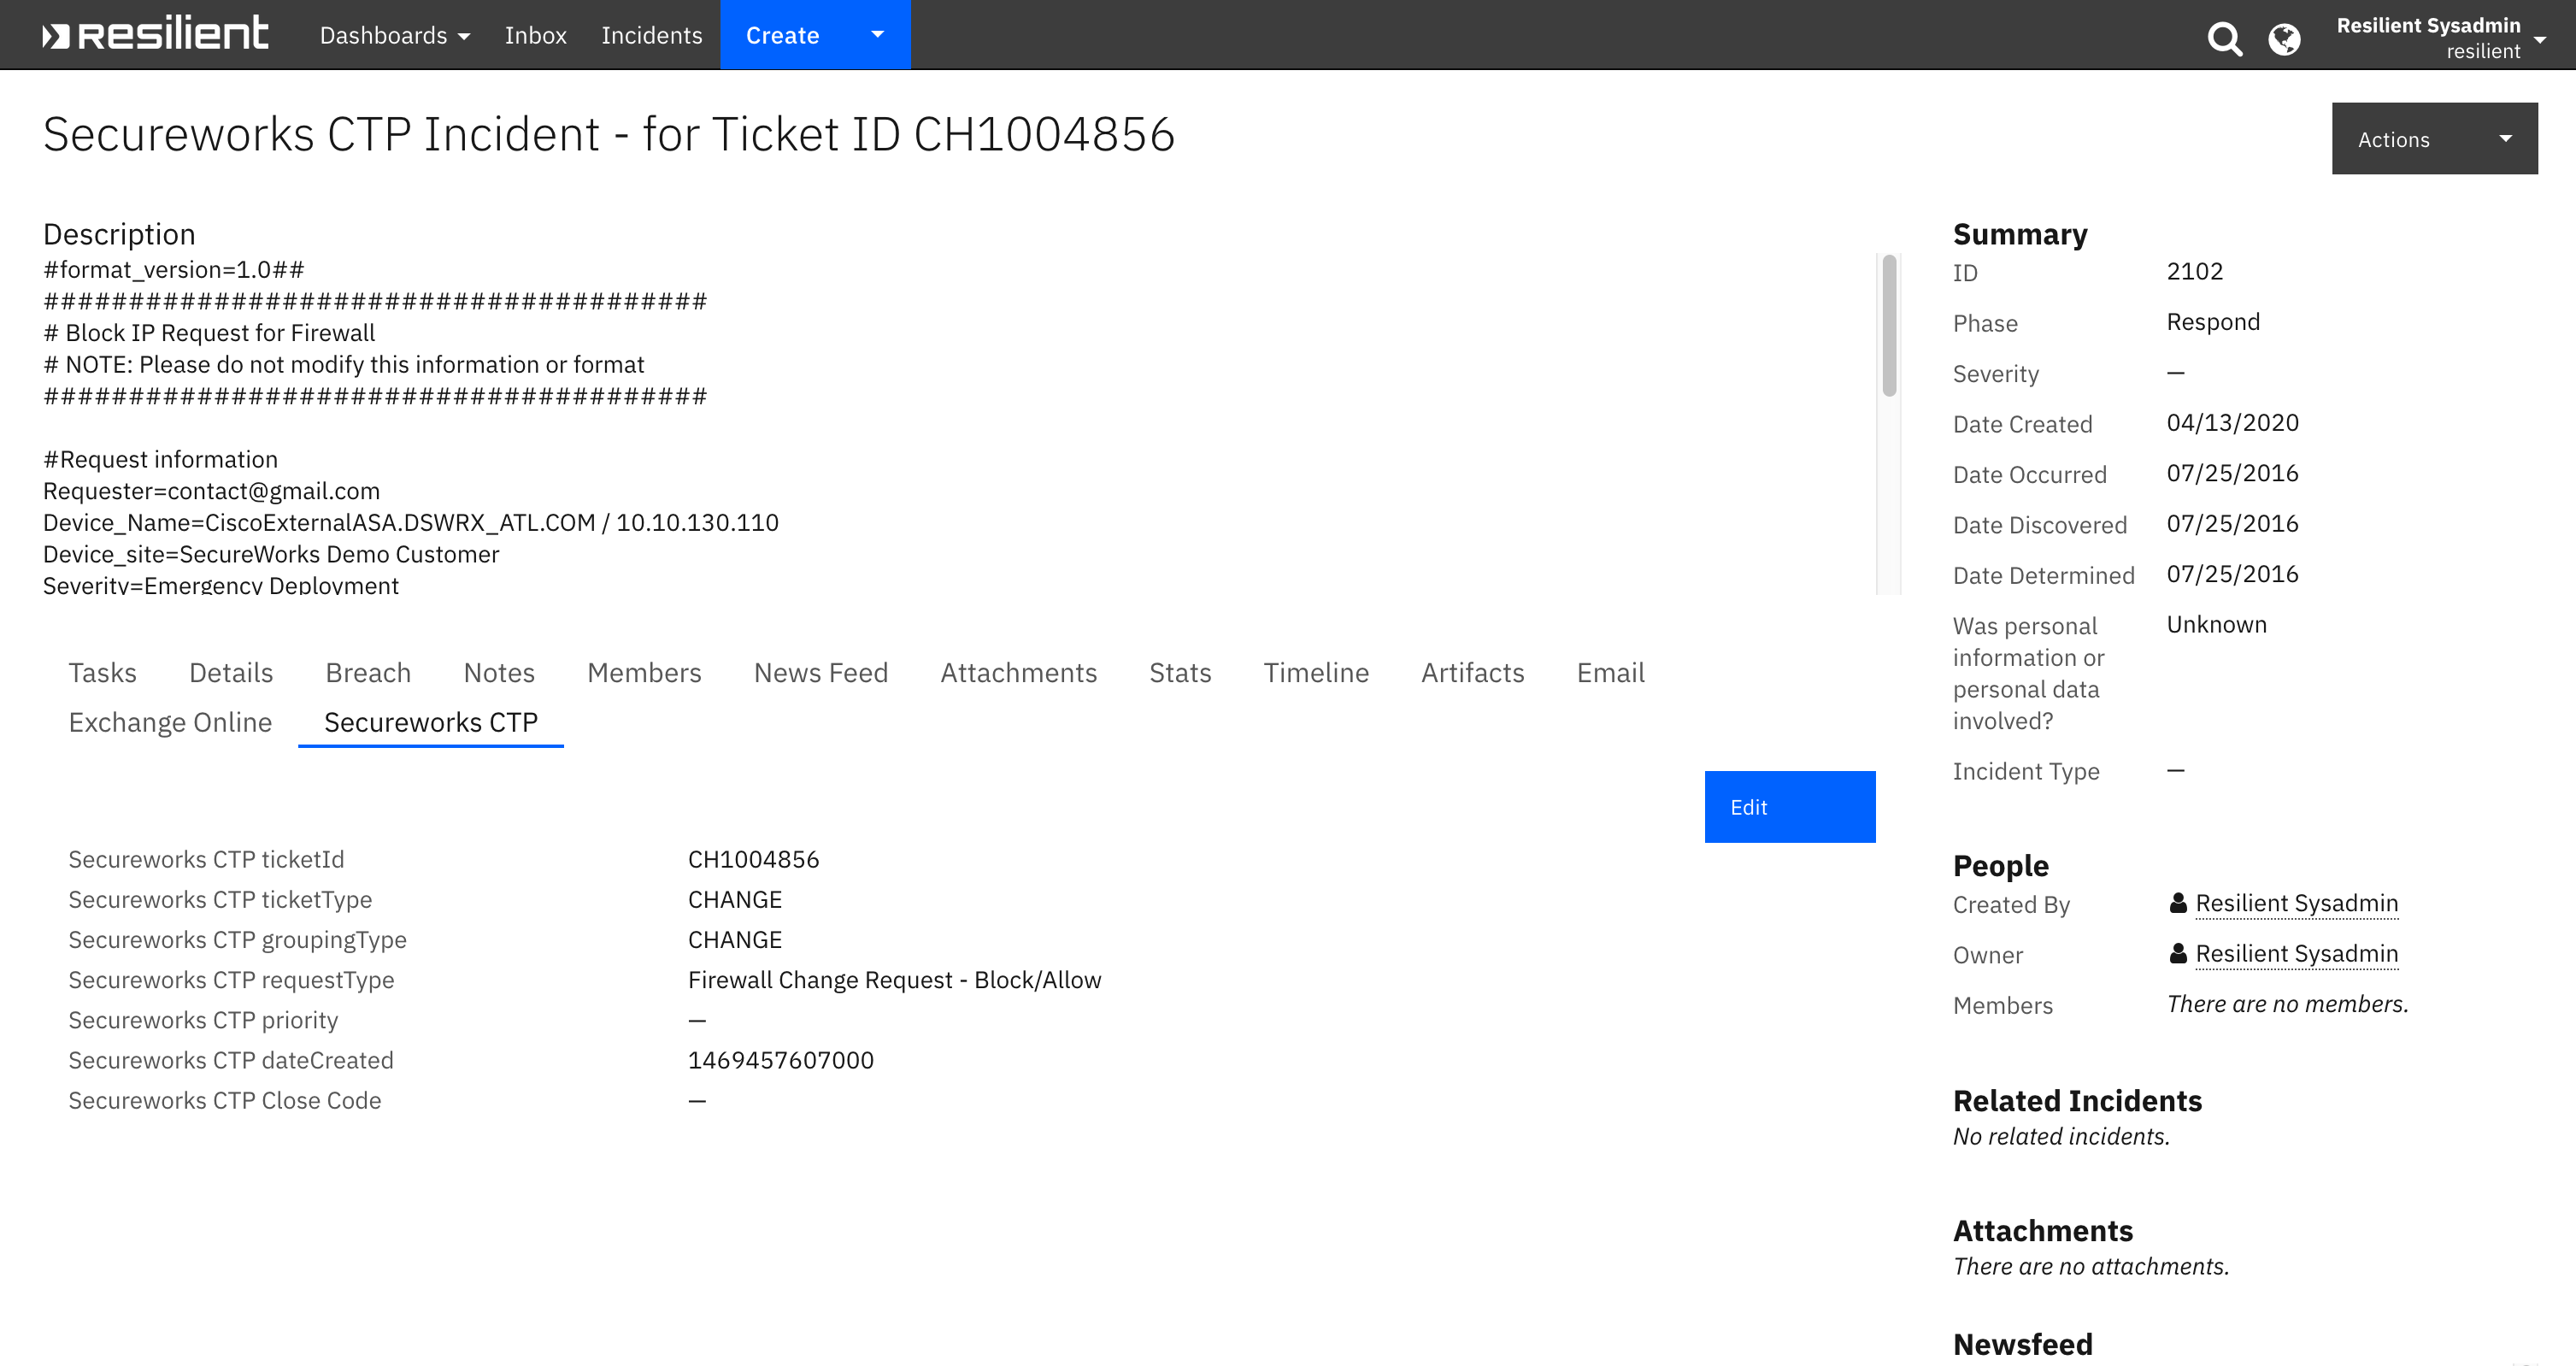 Resilient
Dashboards Inbox Incidents Create
Resilient Sysadmin
resilient
Secureworks CTP Incident - for Ticket ID CH1004856
Actions
Description
#format_version=1.0##
#######################################
# Block IP Request for Firewall
# NOTE: Please do not modify this information or format
#######################################
#Request information
Requester=contact@gmail.com
Device_Name=CiscoExternalASA.DSWRX_ATL.COM / 10.10.130.110
Device_site=SecureWorks Demo Customer
Severity=Emergency Deployment
Tasks Details Breach Notes Members News Feed Attachments Stats Timeline Artifacts Email
Exchange Online Secureworks CTP
Edit
Secureworks CTP ticketId CH1004856
Secureworks CTP ticketType CHANGE
Secureworks CTP groupingType CHANGE
Secureworks CTP requestType Firewall Change Request - Block/Allow
Secureworks CTP priority —
Secureworks CTP dateCreated 1469457607000
Secureworks CTP Close Code —
Summary
ID 2102
Phase Respond
Severity —
Date Created 04/13/2020
Date Occurred 07/25/2016
Date Discovered 07/25/2016
Date Determined 07/25/2016
Was personal Unknown
information or
personal data
involved?
Incident Type —
People
Created By Resilient Sysadmin
Owner Resilient Sysadmin
Members There are no members.
Related Incidents
No related incidents.
Attachments
There are no attachments.
Newsfeed